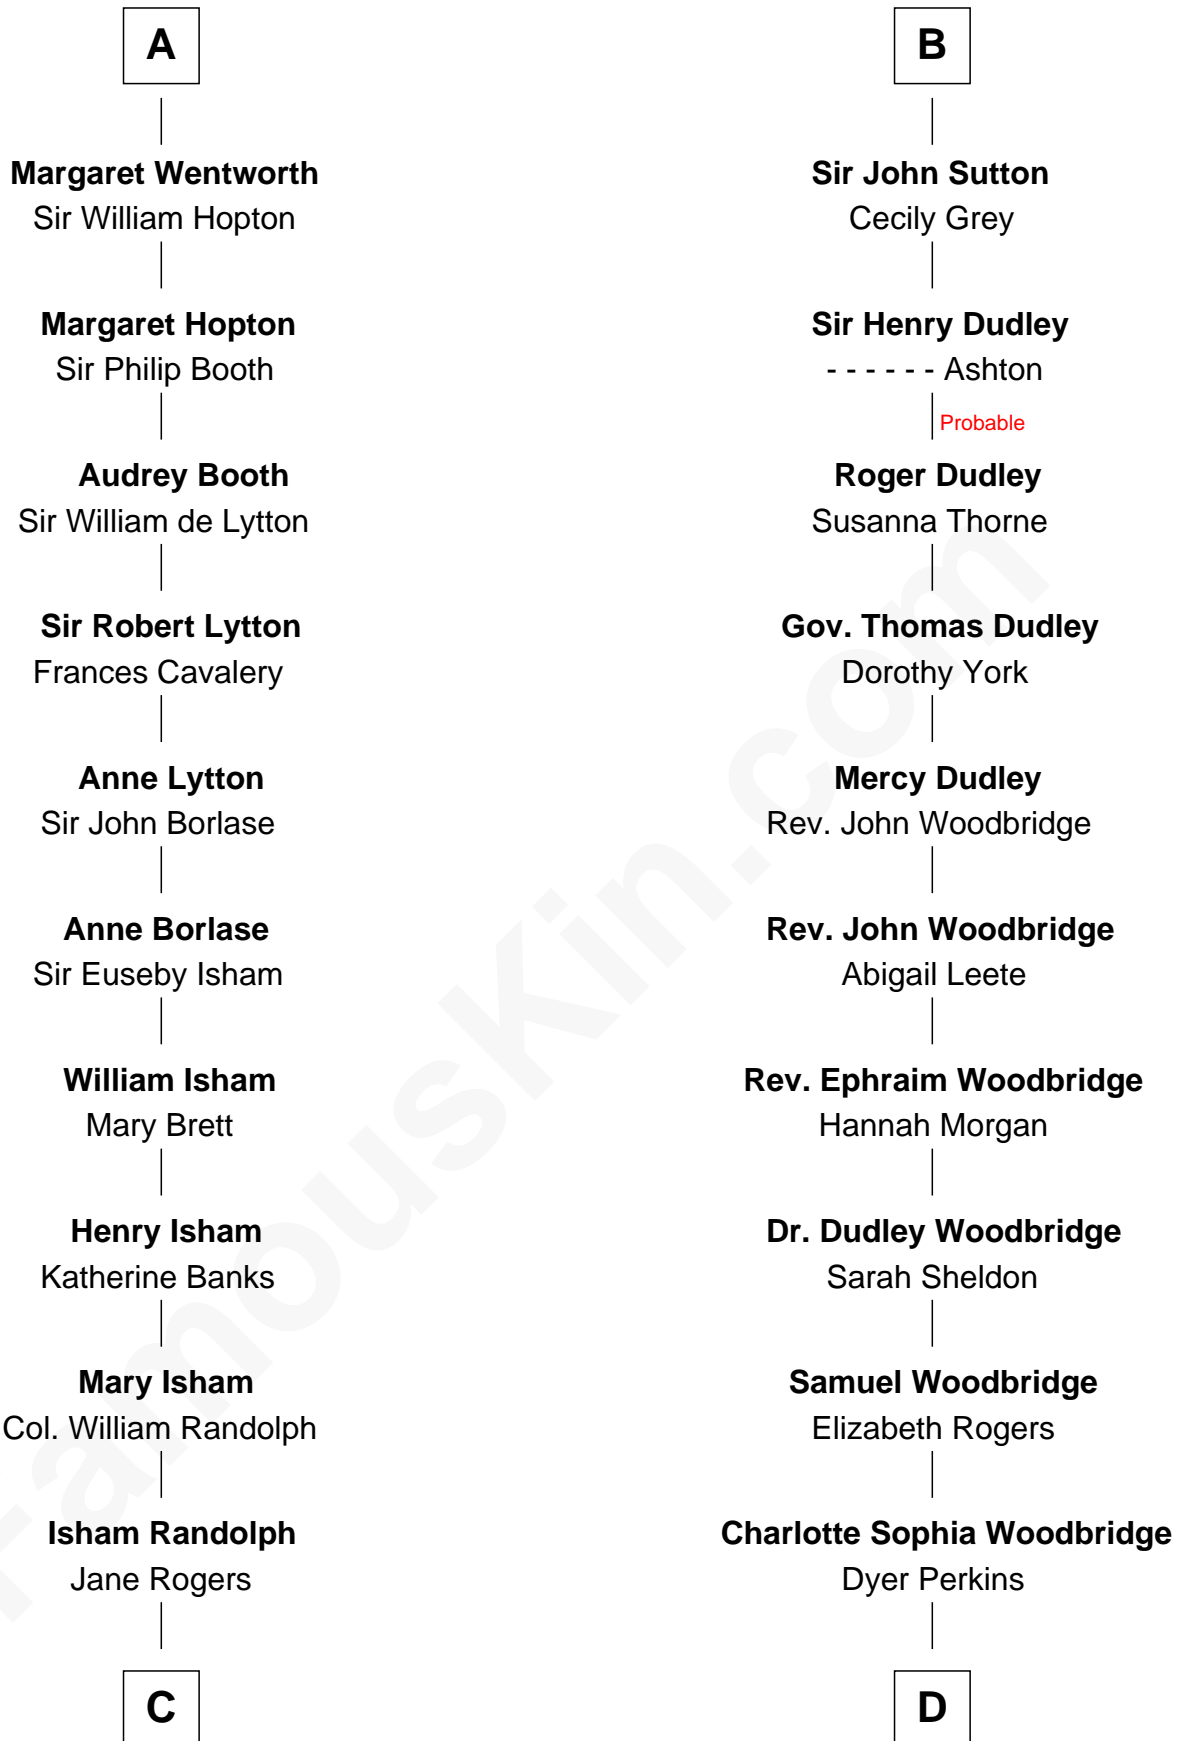 A
Margaret Wentworth
Sir William Hopton
Margaret Hopton
Sir Philip Booth
Audrey Booth
Sir William de Lytton
Sir Robert Lytton
Frances Cavalery
Anne Lytton
Sir John Borlase
Anne Borlase
Sir Euseby Isham
William Isham
Mary Brett
Henry Isham
Katherine Banks
Mary Isham
Col. William Randolph
Isham Randolph
Jane Rogers
C
B
Sir John Sutton
Cecily Grey
Sir Henry Dudley
- - - - - - Ashton
Probable
Roger Dudley
Susanna Thorne
Gov. Thomas Dudley
Dorothy York
Mercy Dudley
Rev. John Woodbridge
Rev. John Woodbridge
Abigail Leete
Rev. Ephraim Woodbridge
Hannah Morgan
Dr. Dudley Woodbridge
Sarah Sheldon
Samuel Woodbridge
Elizabeth Rogers
Charlotte Sophia Woodbridge
Dyer Perkins
D
FamousKin.com